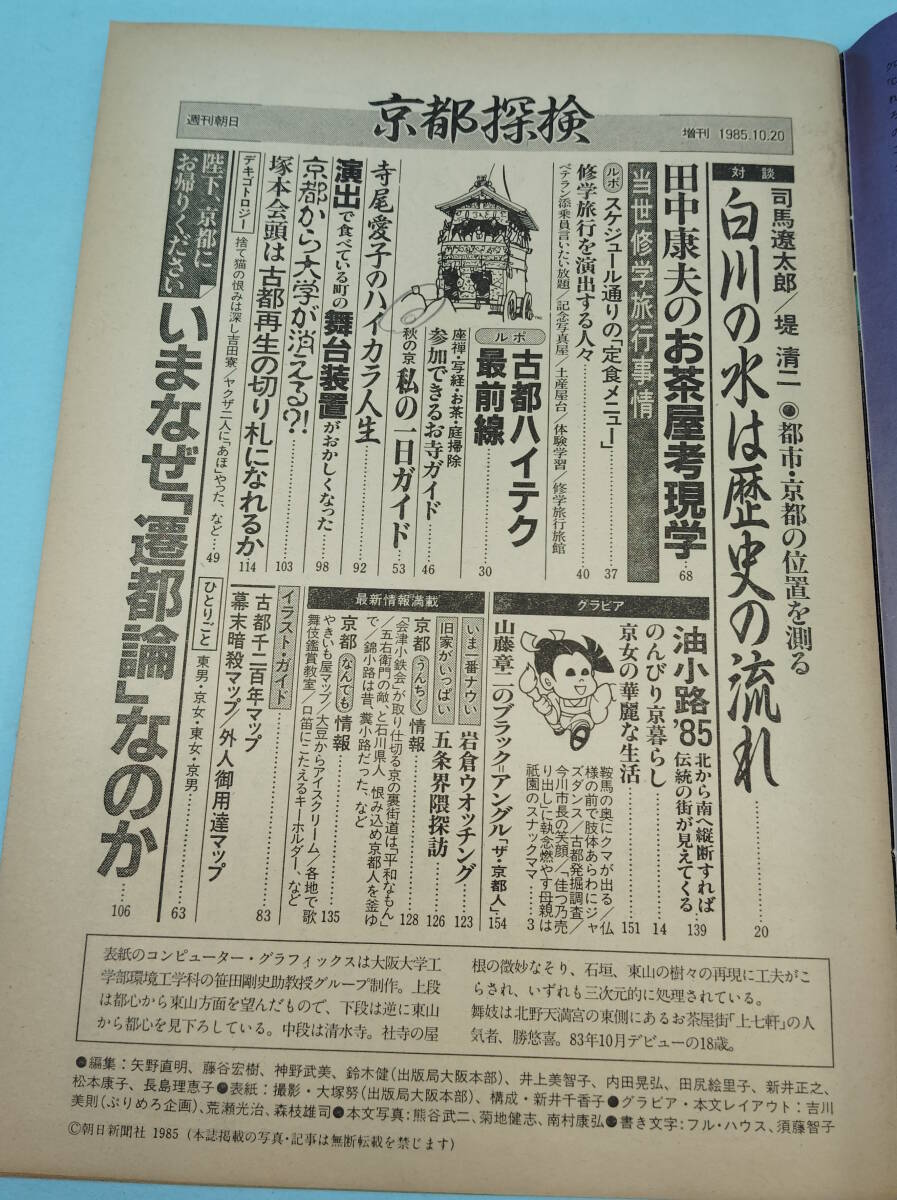 週刊朝日
京都探検
増刊 1985.10.20
対談
司馬遼太郎／堤 清二 ●都市・京都の位置を測る
白川の水は歴史の流れ……20
田中康夫のお茶屋考現学…68
当世修学旅行事情
ルポ スケジュール通りの「定食メニュー」……37
修学旅行を演出する人々……40
ベテラン添乗員言いたい放題／記念写真屋／土産屋台／体験学習／修学旅行旅館
ルポ 古都ハイテク最前線……30
座禅・写経・お茶・庭掃除
参加できるお寺ガイド……46
秋の京 私の一日ガイド…53
寺尾愛子のハイカラ人生……92
演出で食べている町の舞台装置がおかしくなった……98
京都から大学が消える?!……103
塚本会頭は古都再生の切り札になれるか 114
デキゴトロジー
捨て猫の恨みは深し吉田寮／ヤクザ二人に「あほ」やった、など…49
陛下、京都に
お帰りください
いまなぜ「遷都論」なのか……106
グラビア
油小路'85 北から南へ縦断すれば
伝統の街が見えてくる 139
のんびり京暮らし……14
京女の華麗な生活……151
鞍馬の奥にクマが出る／仏
様の前で肢体あらわにジャ
ズダンス／古都発掘調査／
今川市長の笑顔／「佳つ乃売
り出しに執念燃やす母親は
祇園のスナックママ……3
山藤章二のブラック=アングル「ザ・京都人」…154
最新情報満載
いま一番ナウい 岩倉ウオッチング……123
旧家がいっぱい 五条界隈探訪……126
京都うんちく情報……128
「会津小鉄会」が取り仕切る京の裏街道は「平和なもん」
／五右衛門の敵、と石川県人 恨み込め京都人を釜ゆ
で／錦小路は昔、糞小路だった、など
京都なんでも情報……135
やきいも屋マップ／大豆からアイスクリーム／各地で歌
舞伎鑑賞教室／口笛にこたえるキーホルダー、など
イラスト・ガイド
古都千二百年マップ
幕末暗殺マップ／外人御用達マップ……83
ひとりごと
東男・京女・東女・京男……63
表紙のコンピューター・グラフィックスは大阪大学工
学部環境工学科の笹田剛史助教授グループ制作。上段
は都心から東山方面を望んだもので、下段は逆に東山
から都心を見下ろしている。中段は清水寺。社寺の屋
根の微妙なそり、石垣、東山の樹々の再現に工夫がこ
らされ、いずれも三次元的に処理されている。
舞妓は北野天満宮の東側にあるお茶屋街「上七軒」の人
気者、勝悠喜。83年10月デビューの18歳。
●編集：矢野直明、藤谷宏樹、神野武美、鈴木健(出版局大阪本部)、井上美智子、内田晃弘、田尻絵里子、新井正之、
松本康子、長島理恵子●表紙：撮影・大塚努(出版局大阪本部)、構成・新井千香子●グラビア・本文レイアウト：吉川
美則(ぷりめろ企画)、荒瀬光治、森枝雄司●本文写真：熊谷武二、菊地健志、南村康弘●書き文字：フル・ハウス、須藤智子
©朝日新聞社 1985 (本誌掲載の写真・記事は無断転載を禁じます)